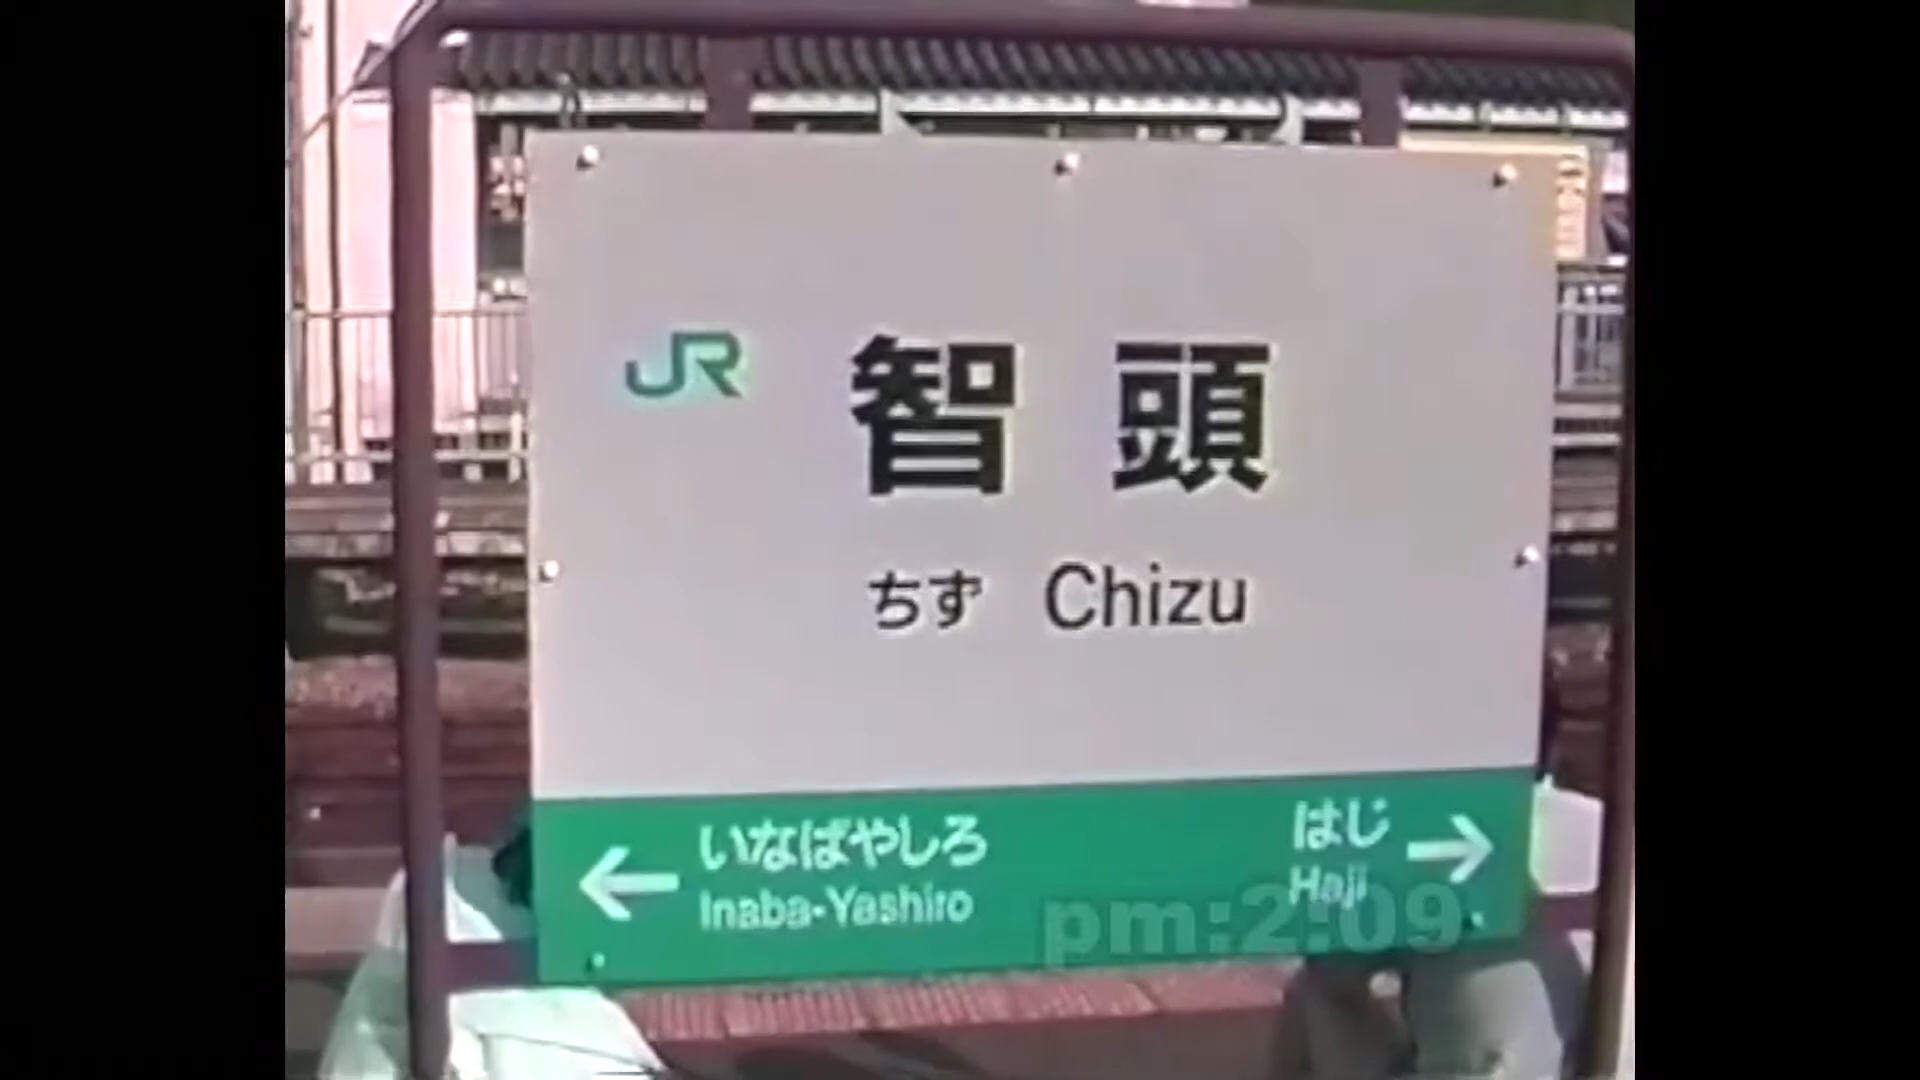 JR 智頭
ちず Chizu
← いなばやしろ
Inaba-Yashiro
はじ →
Haji
pm:2:09